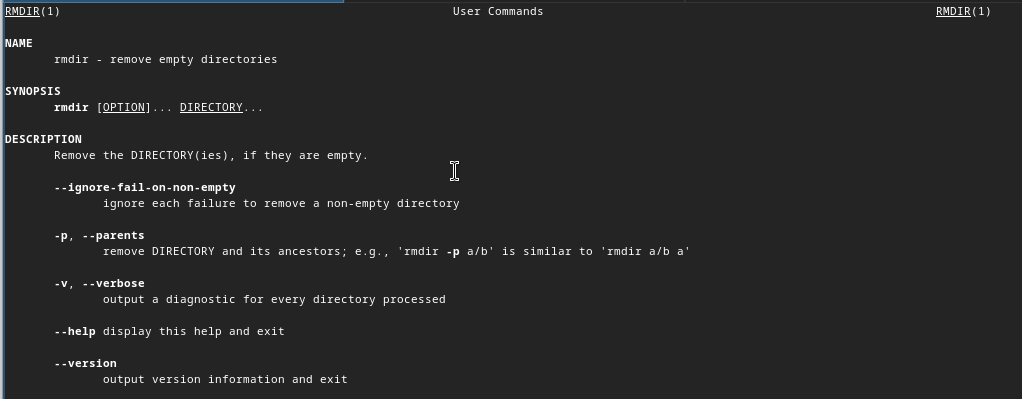 RMDIR(1) User Commands RMDIR(1)
NAME
rmdir - remove empty directories
SYNOPSIS
rmdir [OPTION]... DIRECTORY...
DESCRIPTION
Remove the DIRECTORY(ies), if they are empty.
--ignore-fail-on-non-empty
ignore each failure to remove a non-empty directory
-p, --parents
remove DIRECTORY and its ancestors; e.g., 'rmdir -p a/b' is similar to 'rmdir a/b a'
-v, --verbose
output a diagnostic for every directory processed
--help display this help and exit
--version
output version information and exit